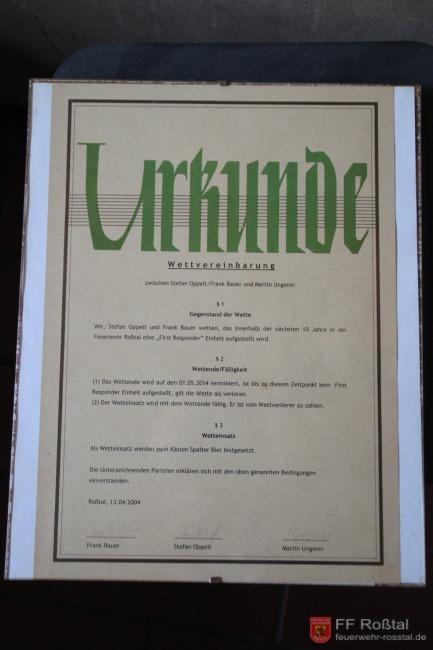 Urkunde
Wettvereinbarung
zwischen Stefan Oppelt/Frank Bauer und Martin Ungerer.
§ 1
Gegenstand der Wette
Wir, Stefan Oppelt und Frank Bauer wetten, das innerhalb der nächsten 10 Jahre in der
Feuerwehr Roßtal eine „First Responder" Einheit aufgestellt wird.
§ 2
Wettende/Fälligkeit
(1) Das Wettende wird auf den 01.05.2014 terminiert, ist bis zu diesem Zeitpunkt kein First
Responder Einheit aufgestellt, gilt die Wette als verloren.
(2) Der Wetteinsatz wird mit dem Wettende fällig. Er ist vom Wettverlierer zu zahlen.
§ 3
Wetteinsatz
Als Wetteinsatz werden zwei Kästen Spalter Bier festgesetzt.
Die Unterzeichnenden Parteien erklären sich mit den oben genannten Bedingungen
einverstanden.
Roßtal, 13.04.2004
Frank Bauer Stefan Oppelt Martin Ungerer
FF Roßtal
feuerwehr-rosstal.de